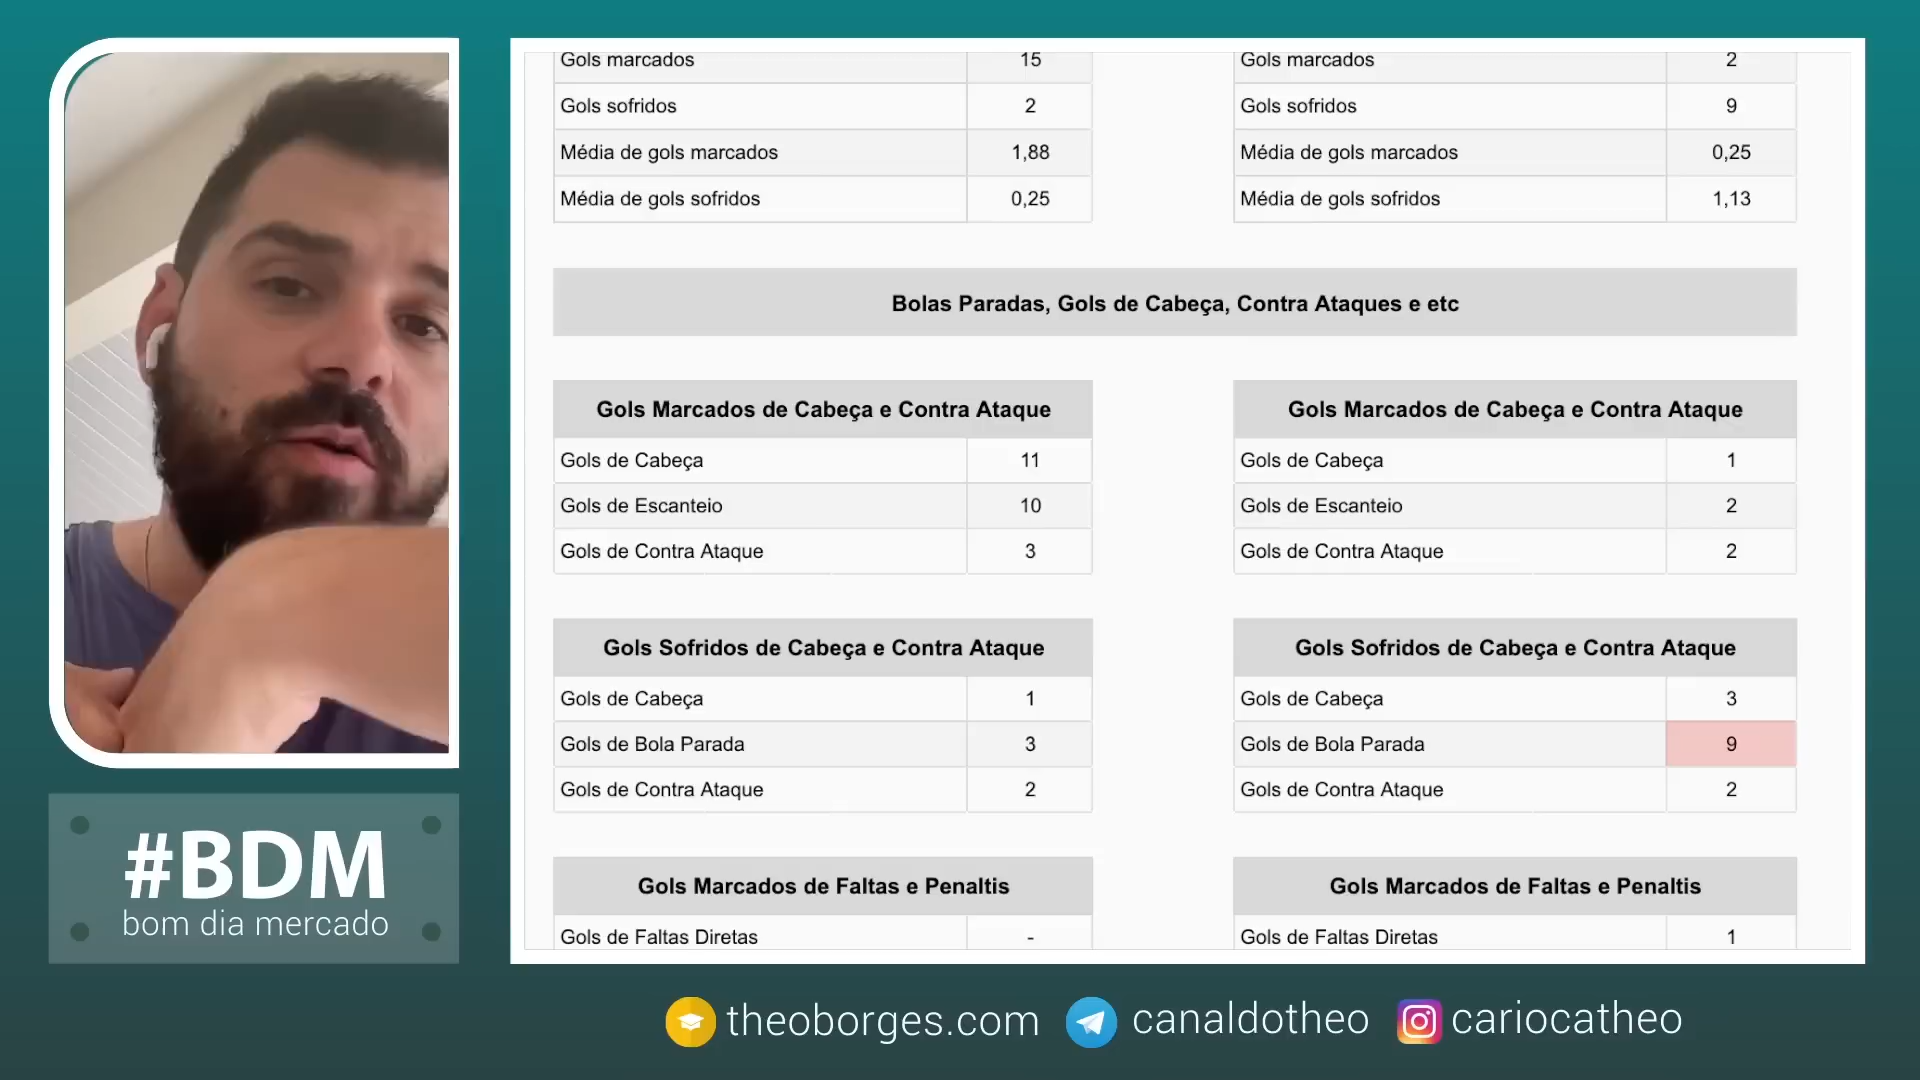 Gols marcados 15
Gols sofridos 2
Média de gols marcados 1,88
Média de gols sofridos 0,25
Gols marcados 2
Gols sofridos 9
Média de gols marcados 0,25
Média de gols sofridos 1,13
Bolas Paradas, Gols de Cabeça, Contra Ataques e etc
Gols Marcados de Cabeça e Contra Ataque
Gols de Cabeça 11
Gols de Escanteio 10
Gols de Contra Ataque 3
Gols Marcados de Cabeça e Contra Ataque
Gols de Cabeça 1
Gols de Escanteio 2
Gols de Contra Ataque 2
Gols Sofridos de Cabeça e Contra Ataque
Gols de Cabeça 1
Gols de Bola Parada 3
Gols de Contra Ataque 2
Gols Sofridos de Cabeça e Contra Ataque
Gols de Cabeça 3
Gols de Bola Parada 9
Gols de Contra Ataque 2
Gols Marcados de Faltas e Penaltis
Gols de Faltas Diretas -
Gols Marcados de Faltas e Penaltis
Gols de Faltas Diretas 1
#BDM
bom dia mercado
theoborges.com canaldotheo cariocatheo